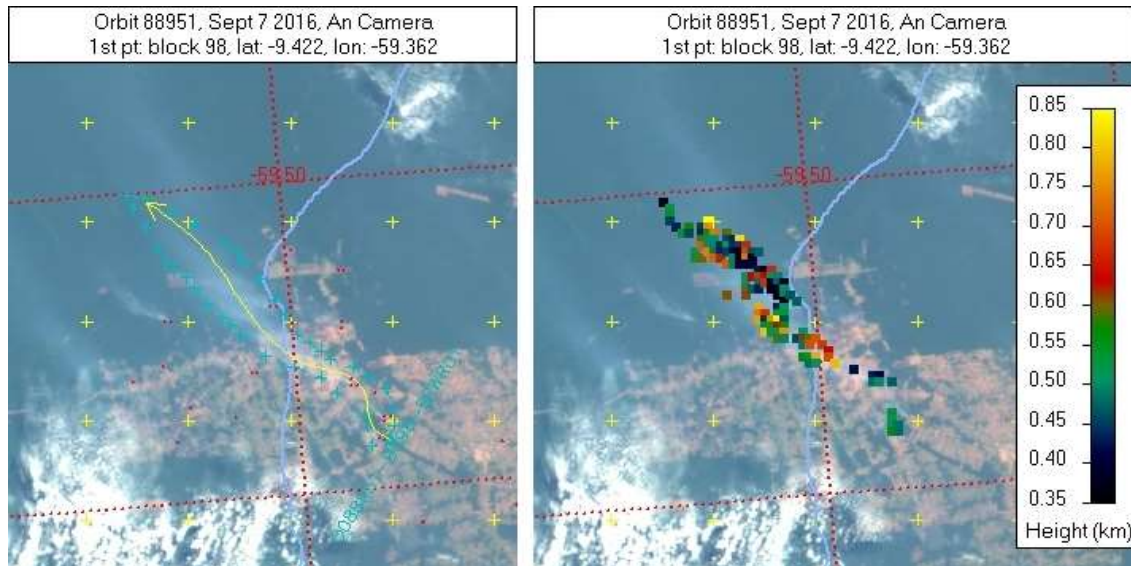 Orbit 88951, Sept 7 2016, An Camera
1st pt: block 98, lat: -9.422, lon: -59.362
-59.50
Orbit 88951, Sept 7 2016, An Camera
1st pt: block 98, lat: -9.422, lon: -59.362
-59.50
0.85
0.80
0.75
0.70
0.65
0.60
0.55
0.50
0.45
0.40
0.35
Height (km)